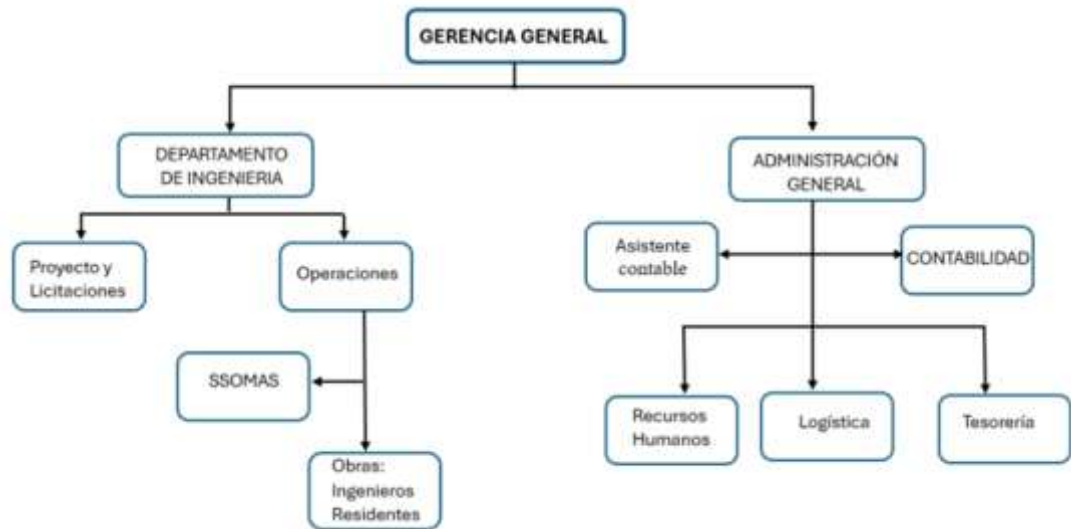 GERENCIA GENERAL
DEPARTAMENTO
DE INGENIERIA
ADMINISTRACIÓN
GENERAL
Proyecto y
Licitaciones
Operaciones
Asistente
contable
CONTABILIDAD
SSOMAS
Recursos
Humanos
Logística
Tesorería
Obras:
Ingenieros
Residentes